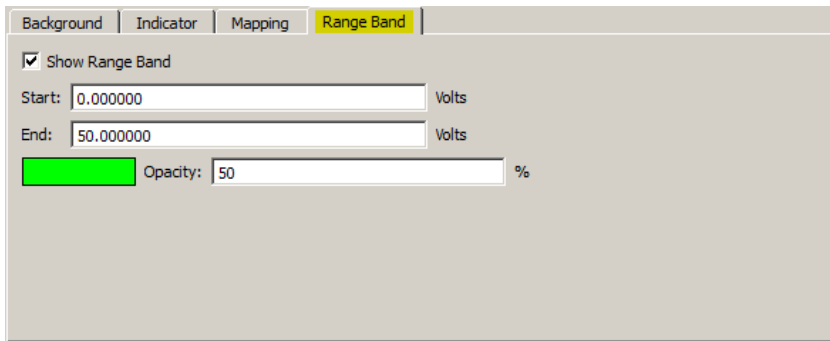 Background Indicator Mapping Range Band
Show Range Band
Start: 0.000000 Volts
End: 50.000000 Volts
Opacity: 50 %